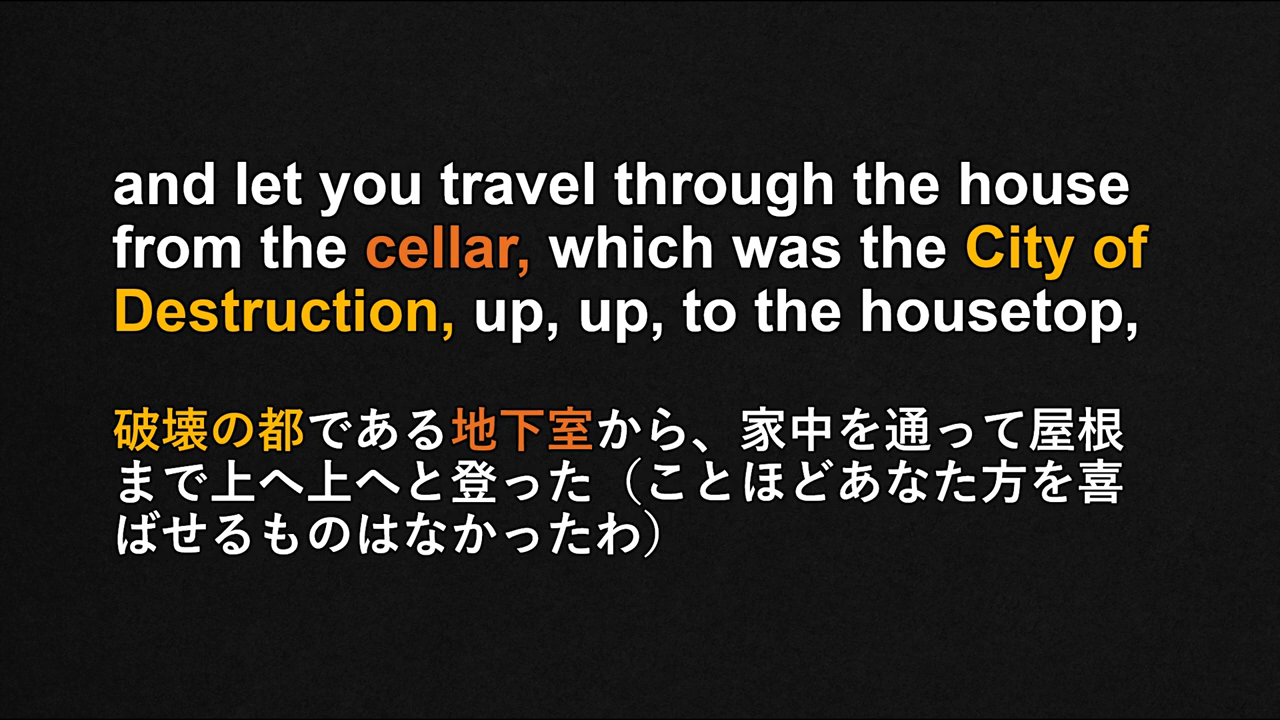 and let you travel through the house
from the cellar, which was the City of
Destruction, up, up, to the housetop,
破壊の都である地下室から、家中を通って屋根
まで上へ上へと登った（ことほどあなた方を喜
ばせるものはなかったわ）